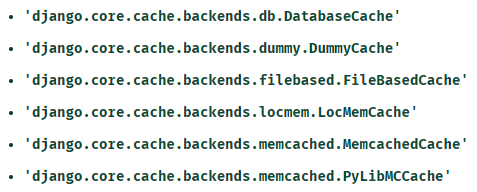 • 'django.core.cache.backends.db.DatabaseCache'
• 'django.core.cache.backends.dummy.DummyCache'
• 'django.core.cache.backends.filebased.FileBasedCache'
• 'django.core.cache.backends.locmem.LocMemCache'
• 'django.core.cache.backends.memcached.MemcachedCache'
• 'django.core.cache.backends.memcached.PyLibMCCache'